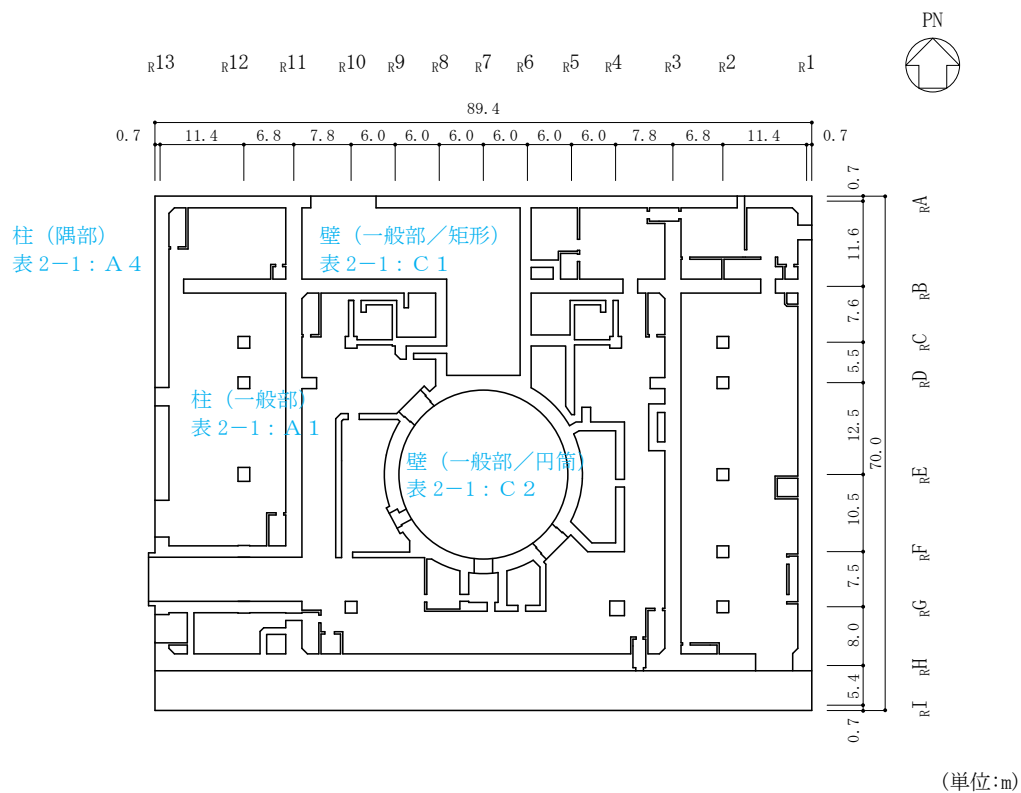 PN
R13 R12 R11 R10 R9 R8 R7 R6 R5 R4 R3 R2 R1
89.4
0.7 11.4 6.8 7.8 6.0 6.0 6.0 6.0 6.0 6.0 7.8 6.8 11.4 0.7
0.7
RA
11.6
RB
7.6
RC
5.5
RD
12.5
70.0
RE
10.5
RF
7.5
RG
8.0
RH
5.4
RI
0.7
柱（隅部）
表2－1：A4
壁（一般部／矩形）
表2－1：C1
柱（一般部）
表2－1：A1
壁（一般部／円筒）
表2－1：C2
(単位:m)